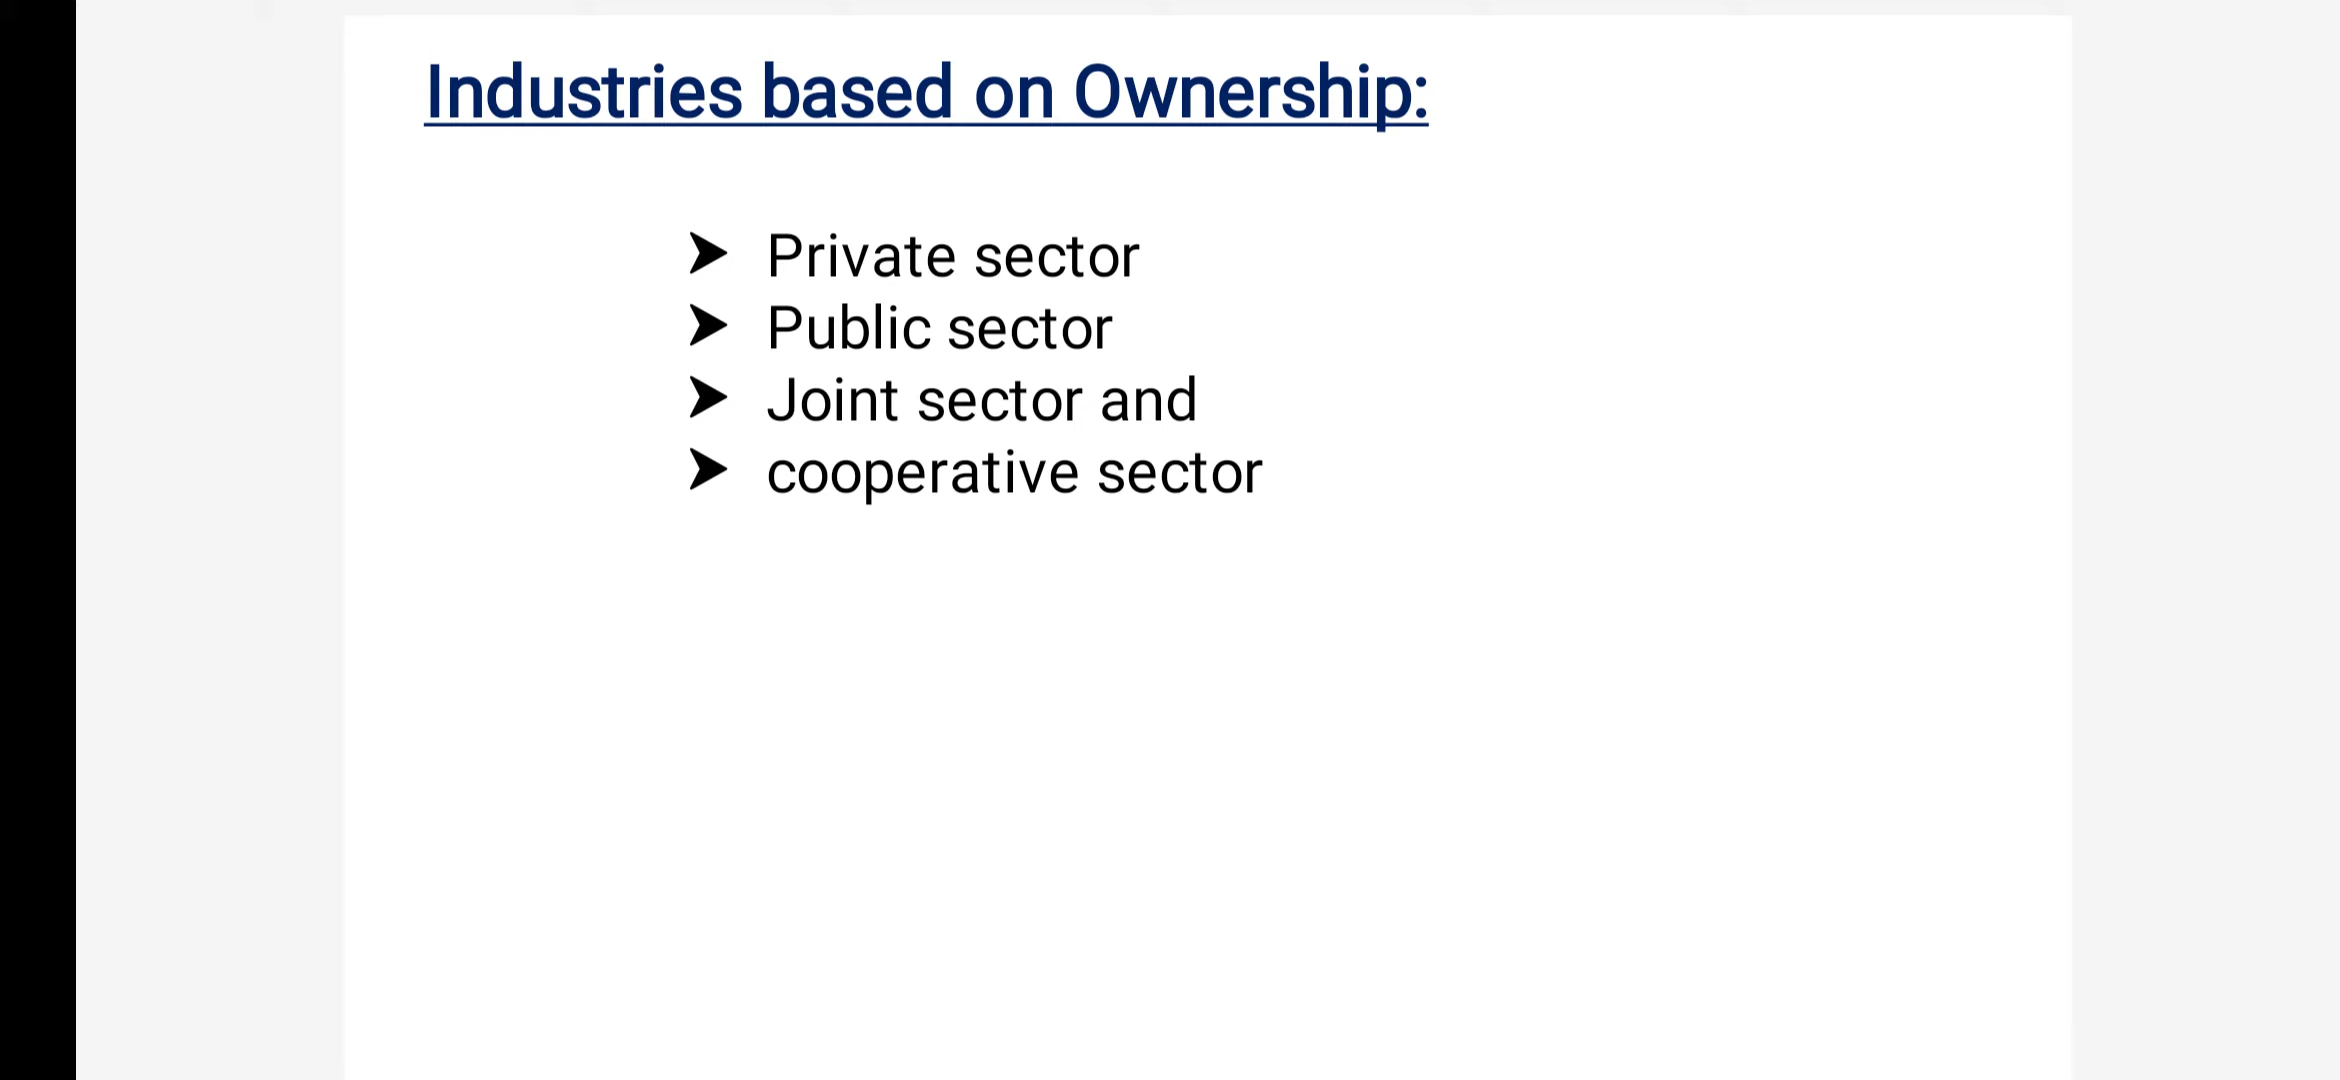 Industries based on Ownership:
➤ Private sector
➤ Public sector
➤ Joint sector and
➤ cooperative sector